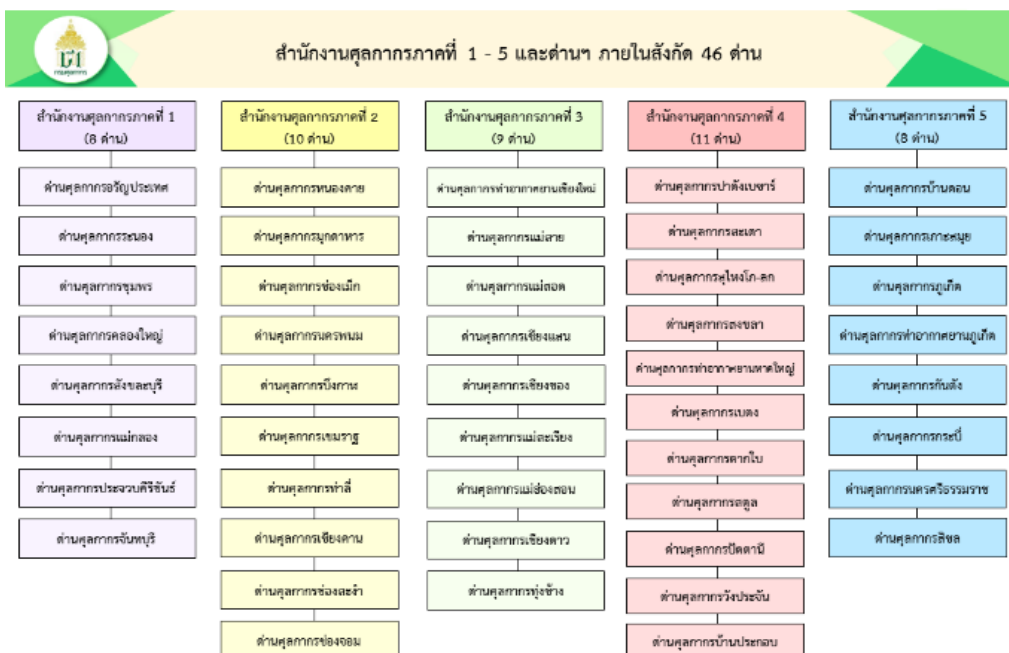 สำนักงานศุลกากรภาคที่ 1 - 5 และด่านฯ ภายในสังกัด 46 ด่าน
กรมศุลกากร
สำนักงานศุลกากรภาคที่ 1
(8 ด่าน)
ด่านศุลกากรอรัญประเทศ
ด่านศุลกากรระนอง
ด่านศุลกากรชุมพร
ด่านศุลกากรคลองใหญ่
ด่านศุลกากรสังขละบุรี
ด่านศุลกากรแม่กลอง
ด่านศุลกากรประจวบคีรีขันธ์
ด่านศุลกากรจันทบุรี
สำนักงานศุลกากรภาคที่ 2
(10 ด่าน)
ด่านศุลกากรหนองคาย
ด่านศุลกากรมุกดาหาร
ด่านศุลกากรช่องเม็ก
ด่านศุลกากรนครพนม
ด่านศุลกากรบึงกาฬ
ด่านศุลกากรเขมราฐ
ด่านศุลกากรท่าลี่
ด่านศุลกากรเชียงคาน
ด่านศุลกากรช่องสะงำ
ด่านศุลกากรช่องจอม
สำนักงานศุลกากรภาคที่ 3
(9 ด่าน)
ด่านศุลกากรท่าอากาศยานเชียงใหม่
ด่านศุลกากรแม่สาย
ด่านศุลกากรแม่สอด
ด่านศุลกากรเชียงแสน
ด่านศุลกากรเชียงของ
ด่านศุลกากรแม่สะเรียง
ด่านศุลกากรแม่ฮ่องสอน
ด่านศุลกากรเชียงดาว
ด่านศุลกากรทุ่งช้าง
สำนักงานศุลกากรภาคที่ 4
(11 ด่าน)
ด่านศุลกากรปาดังเบซาร์
ด่านศุลกากรสะเดา
ด่านศุลกากรสุไหงโก-ลก
ด่านศุลกากรสงขลา
ด่านศุลกากรท่าอากาศยานหาดใหญ่
ด่านศุลกากรเบตง
ด่านศุลกากรตากใบ
ด่านศุลกากรสตูล
ด่านศุลกากรปัตตานี
ด่านศุลกากรวังประจัน
ด่านศุลกากรบ้านประกอบ
สำนักงานศุลกากรภาคที่ 5
(8 ด่าน)
ด่านศุลกากรบ้านดอน
ด่านศุลกากรเกาะสมุย
ด่านศุลกากรภูเก็ต
ด่านศุลกากรท่าอากาศยานภูเก็ต
ด่านศุลกากรกันตัง
ด่านศุลกากรกระบี่
ด่านศุลกากรนครศรีธรรมราช
ด่านศุลกากรสิชล